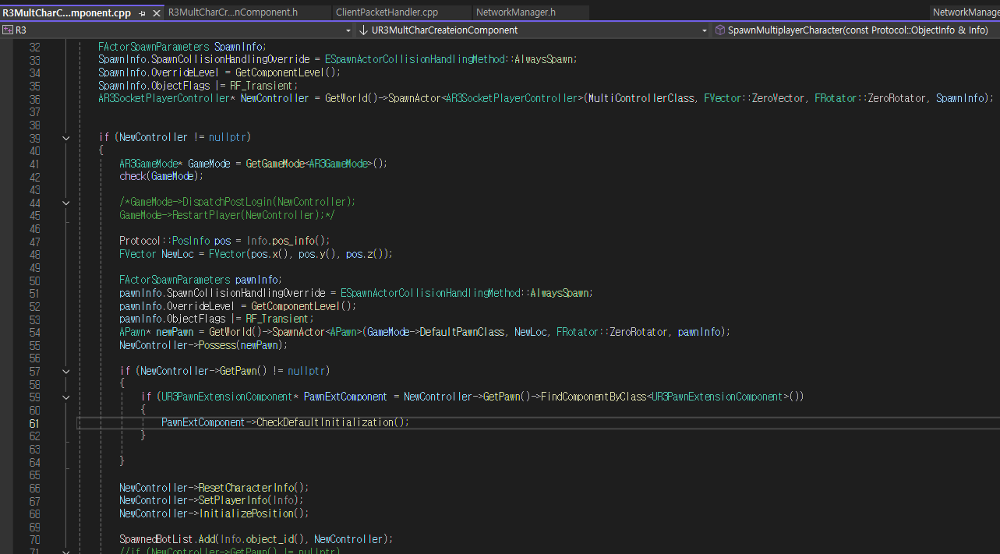 R3MultCharC...mponent.cpp
R3MultCharCr...nComponent.h
ClientPacketHandler.cpp
NetworkManager.h
NetworkManage
R3
UR3MultCharCreateionComponent
SpawnMultiplayerCharacter(const Protocol::ObjectInfo & Info)
32 FActorSpawnParameters SpawnInfo;
33 SpawnInfo.SpawnCollisionHandlingOverride = ESpawnActorCollisionHandlingMethod::AlwaysSpawn;
34 SpawnInfo.OverrideLevel = GetComponentLevel();
35 SpawnInfo.ObjectFlags |= RF_Transient;
36 AR3SocketPlayerController* NewController = GetWorld()->SpawnActor<AR3SocketPlayerController>(MultiControllerClass, FVector::ZeroVector, FRotator::ZeroRotator, SpawnInfo);
37
38
39 if (NewController != nullptr)
40 {
41 AR3GameMode* GameMode = GetGameMode<AR3GameMode>();
42 check(GameMode);
43
44 /*GameMode->DispatchPostLogin(NewController);
45 GameMode->RestartPlayer(NewController);*/
46
47 Protocol::PosInfo pos = Info.pos_info();
48 FVector NewLoc = FVector(pos.x(), pos.y(), pos.z());
49
50 FActorSpawnParameters pawnInfo;
51 pawnInfo.SpawnCollisionHandlingOverride = ESpawnActorCollisionHandlingMethod::AlwaysSpawn;
52 pawnInfo.OverrideLevel = GetComponentLevel();
53 pawnInfo.ObjectFlags |= RF_Transient;
54 APawn* newPawn = GetWorld()->SpawnActor<APawn>(GameMode->DefaultPawnClass, NewLoc, FRotator::ZeroRotator, pawnInfo);
55 NewController->Possess(newPawn);
56
57 if (NewController->GetPawn() != nullptr)
58 {
59 if (UR3PawnExtensionComponent* PawnExtComponent = NewController->GetPawn()->FindComponentByClass<UR3PawnExtensionComponent>())
60 {
61 PawnExtComponent->CheckDefaultInitialization();
62 }
63
64 }
65
66 NewController->ResetCharacterInfo();
67 NewController->SetPlayerInfo(Info);
68 NewController->InitializePosition();
69
70 SpawnedBotList.Add(Info.object_id(), NewController);
71 //if (NewController->GetPawn() != nullptr)